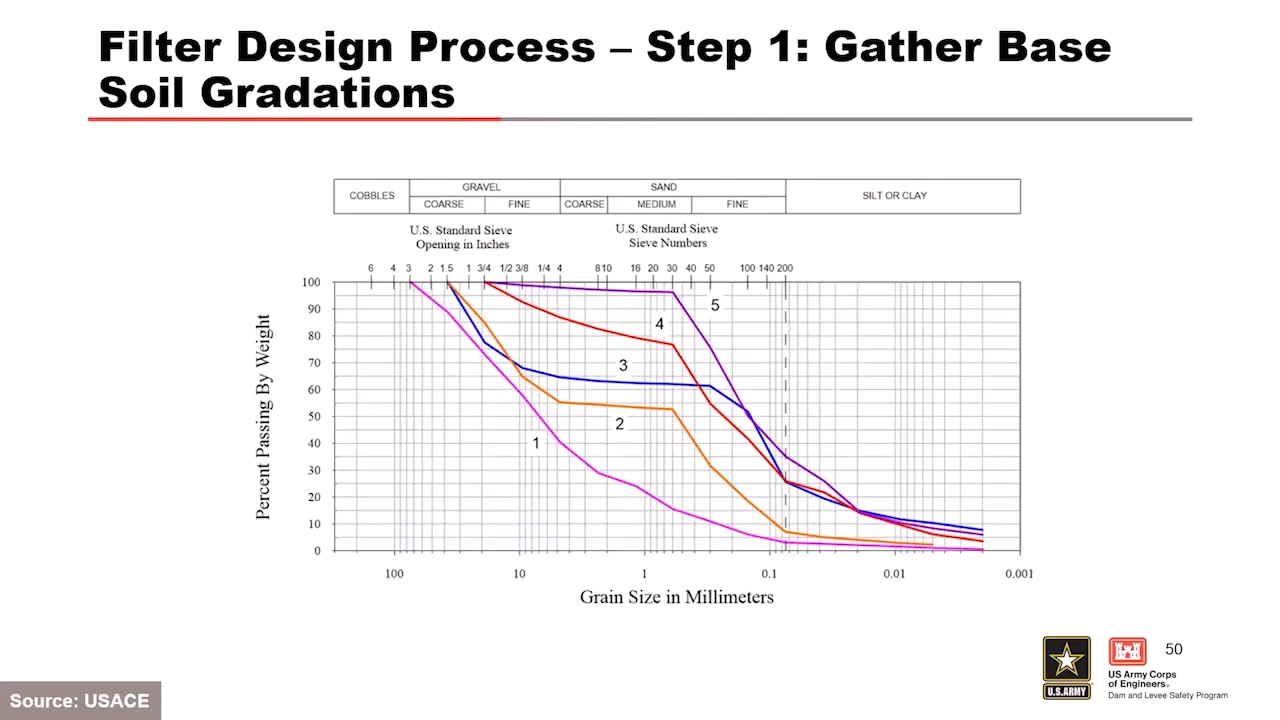 Filter Design Process – Step 1: Gather Base
Soil Gradations
COBBLES
GRAVEL
SAND
SILT OR CLAY
COARSE
FINE
COARSE
MEDIUM
FINE
U.S. Standard Sieve
Opening in Inches
U.S. Standard Sieve
Sieve Numbers
6 4 3 2 1.5 1 3/4 1/2 3/8 1/4 4 8 10 16 20 30 40 50 100 140 200
100
90
80
70
60
50
40
30
20
10
0
Percent Passing By Weight
5
4
3
2
1
100 10 1 0.1 0.01 0.001
Grain Size in Millimeters
U.S. ARMY
US Army Corps
of Engineers®
Dam and Levee Safety Program
50
Source: USACE